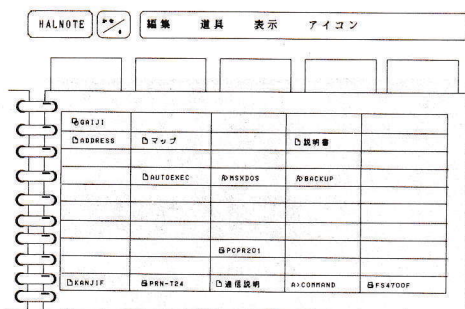 HALNOTE 編集 道具 表示 アイコン
GAIJI
ADDRESS マップ 説明書
AUTOEXEC MSXDOS BACKUP
PCPR201
KANJIF PRN-T24 通信説明 A>COMMAND FS4700F